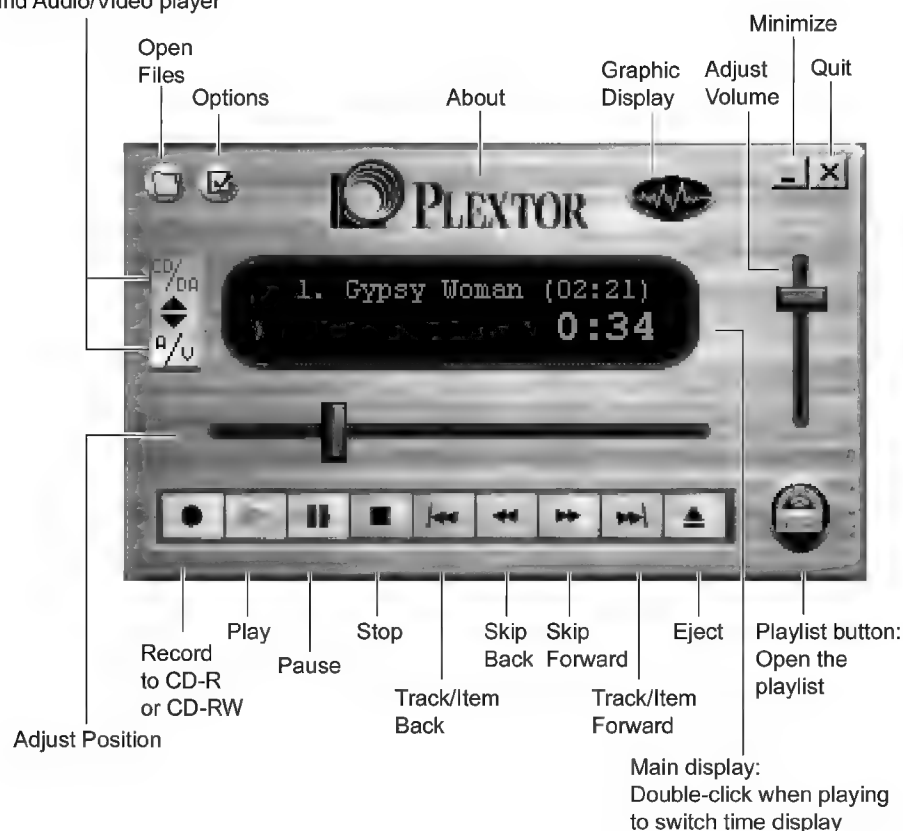 and Audio/Video player
Minimize
Open
Files
Options
About
Graphic
Display
Adjust
Volume
Quit
PLEXTOR
CD/DA
A/V
1. Gypsy Woman (02:21)
0:34
Record
to CD-R
or CD-RW
Play
Pause
Stop
Track/Item
Back
Skip
Back
Skip
Forward
Track/Item
Forward
Eject
Playlist button:
Open the
playlist
Adjust Position
Main display:
Double-click when playing
to switch time display